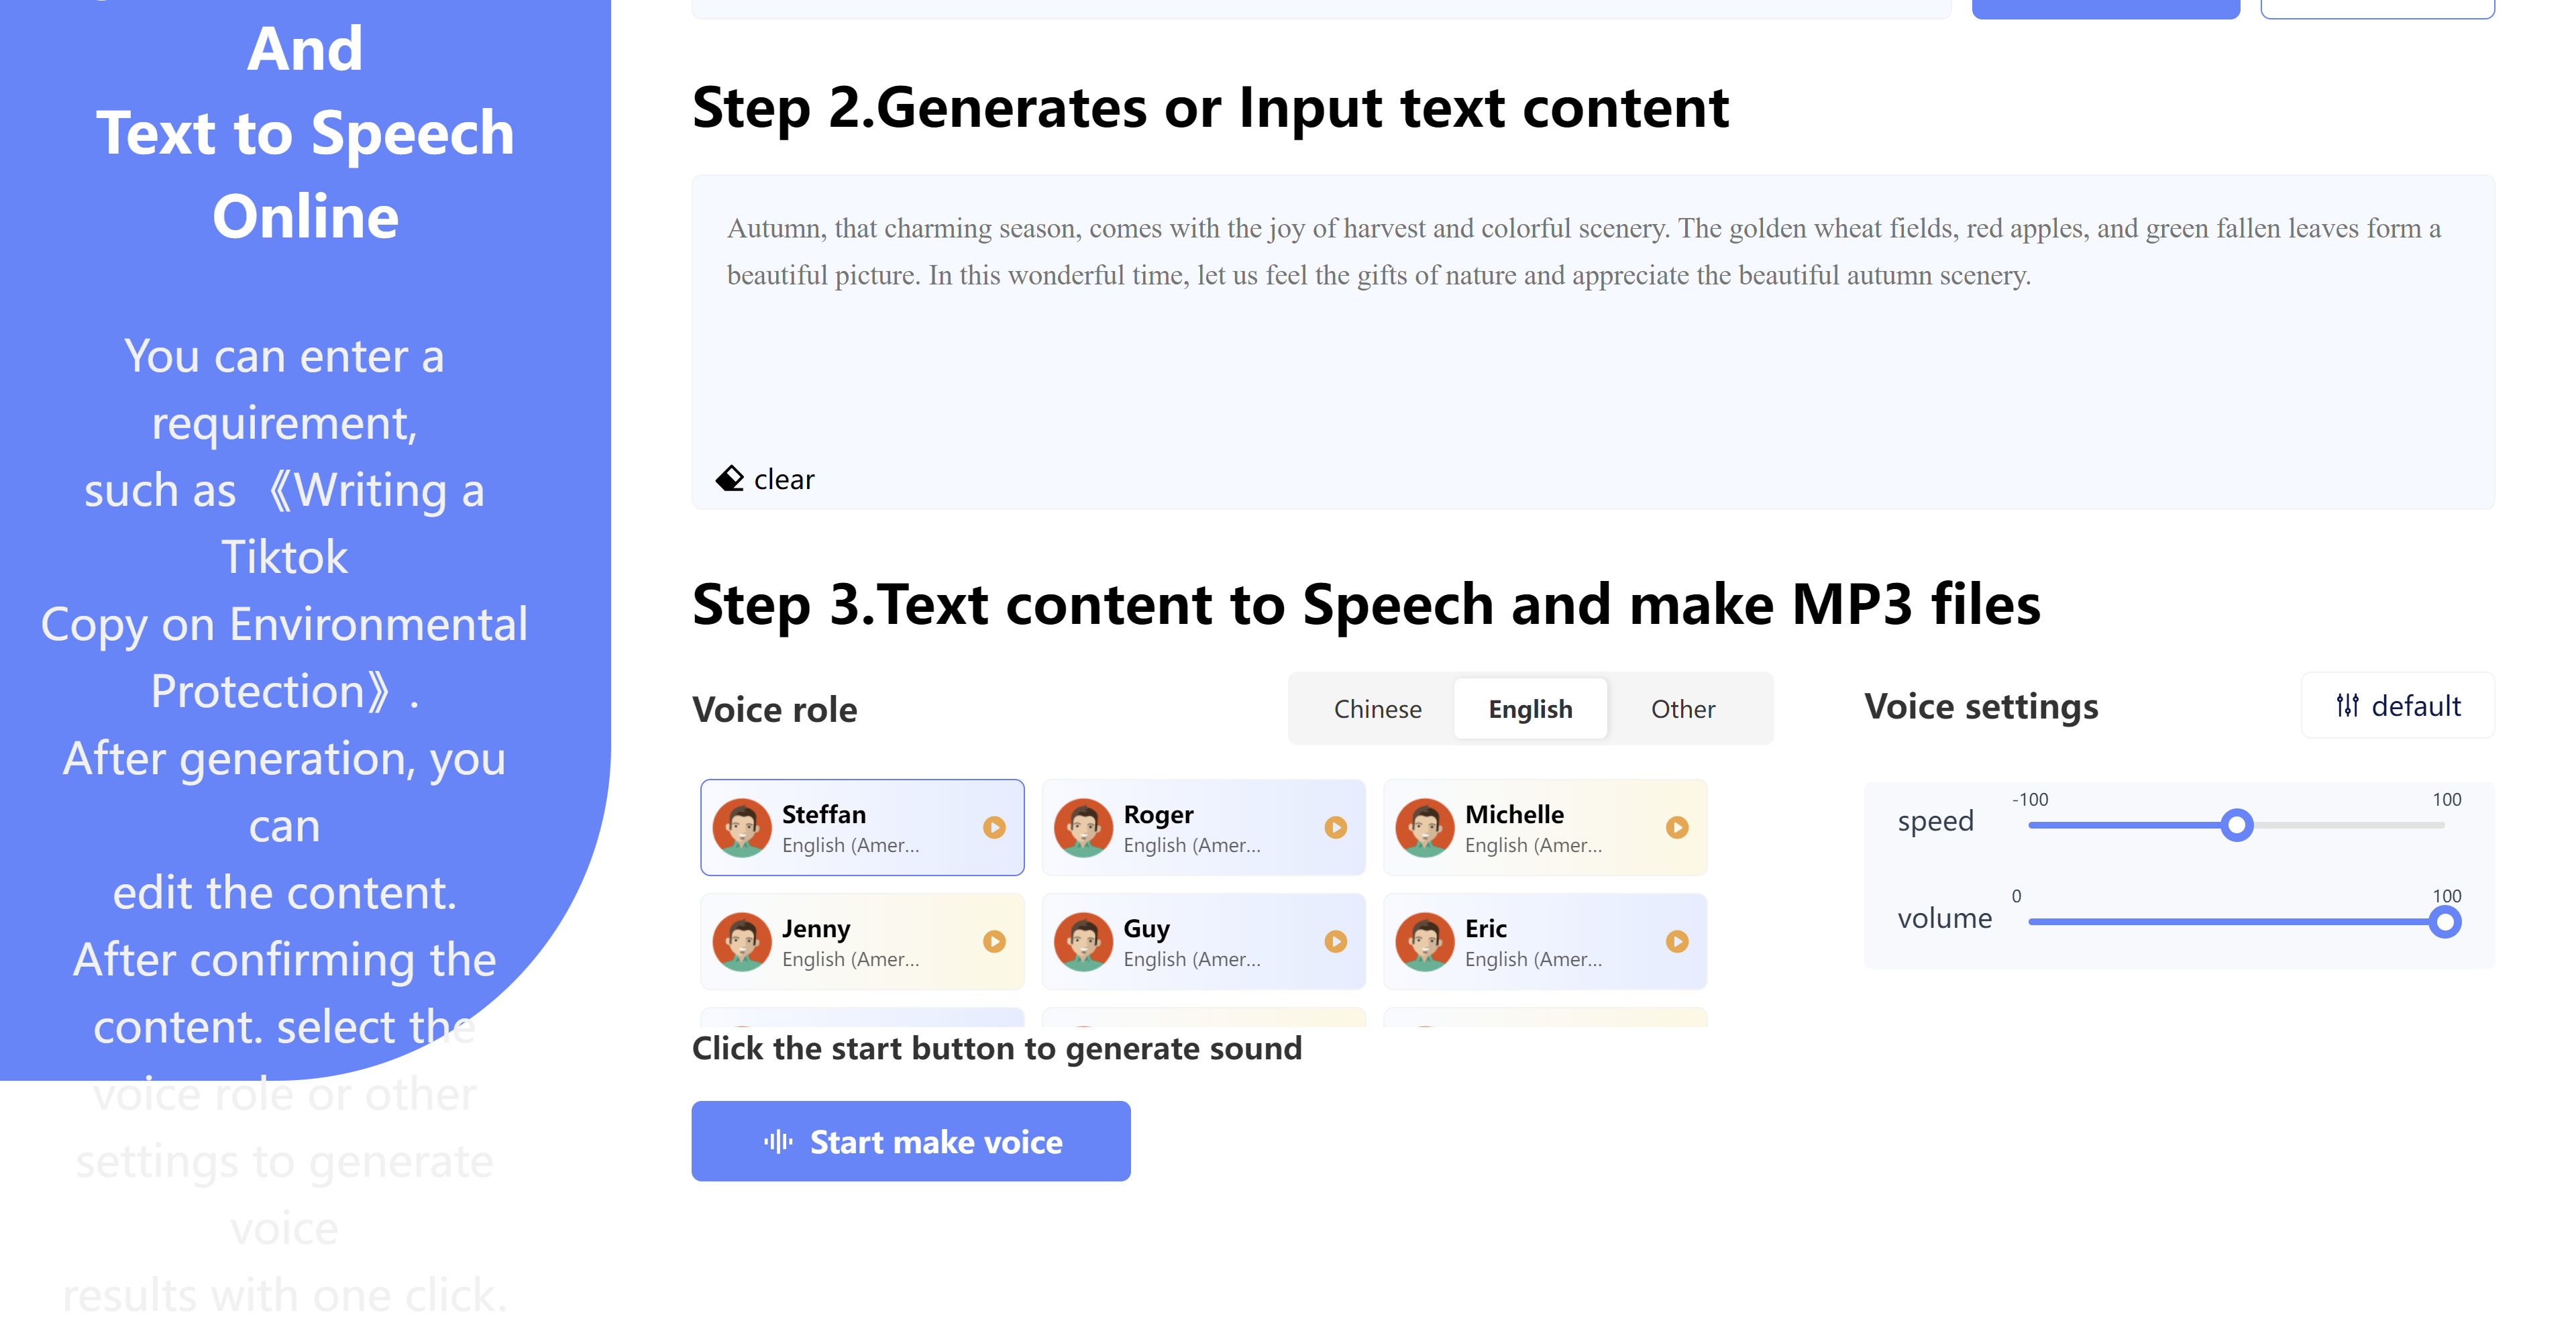 And
Text to Speech
Online
You can enter a
requirement,
such as 《Writing a
Tiktok
Copy on Environmental
Protection》.
After generation, you
can
edit the content.
After confirming the
content. select the
voice role or other
settings to generate
voice
results with one click.
Step 2.Generates or Input text content
Autumn, that charming season, comes with the joy of harvest and colorful scenery. The golden wheat fields, red apples, and green fallen leaves form a
beautiful picture. In this wonderful time, let us feel the gifts of nature and appreciate the beautiful autumn scenery.
clear
Step 3.Text content to Speech and make MP3 files
Voice role
Chinese English Other
Steffan
English (Amer...
Roger
English (Amer...
Michelle
English (Amer...
Jenny
English (Amer...
Guy
English (Amer...
Eric
English (Amer...
Voice settings
default
speed
-100 100
volume
0 100
Click the start button to generate sound
Start make voice